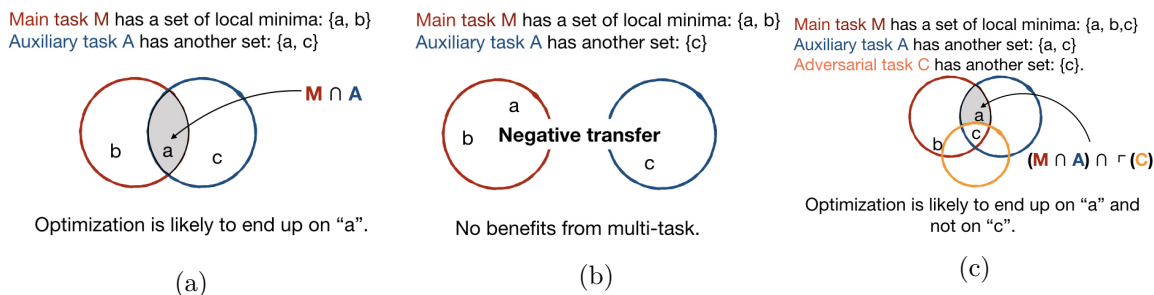 Main task M has a set of local minima: {a, b}
Auxiliary task A has another set: {a, c}
M ∩ A
b
a
c
Optimization is likely to end up on “a”.
(a)
Main task M has a set of local minima: {a, b}
Auxiliary task A has another set: {c}
a
b
Negative transfer
c
No benefits from multi-task.
(b)
Main task M has a set of local minima: {a, b,c}
Auxiliary task A has another set: {a, c}
Adversarial task C has another set: {c}.
a
c
b
(M ∩ A) ∩ ┌ (C)
Optimization is likely to end up on “a” and
not on “c”.
(c)